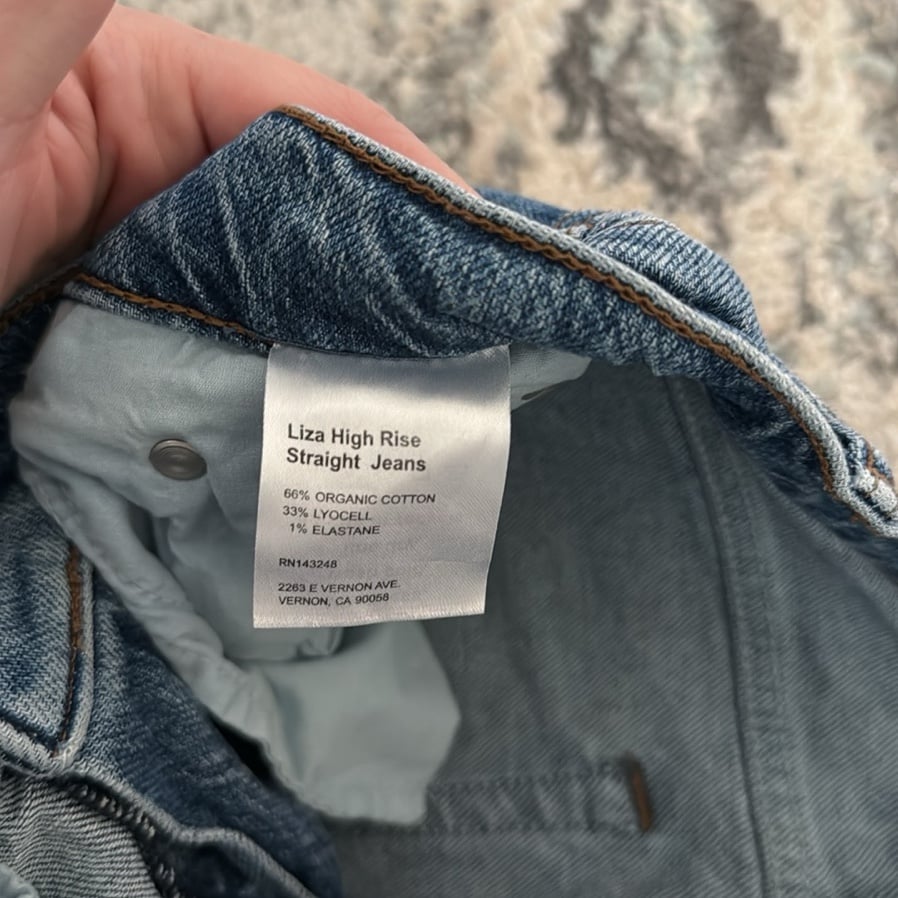 Liza High Rise
Straight Jeans
66% ORGANIC COTTON
33% LYOCELL
1% ELASTANE
RN143248
2263 E VERNON AVE.
VERNON, CA 90058